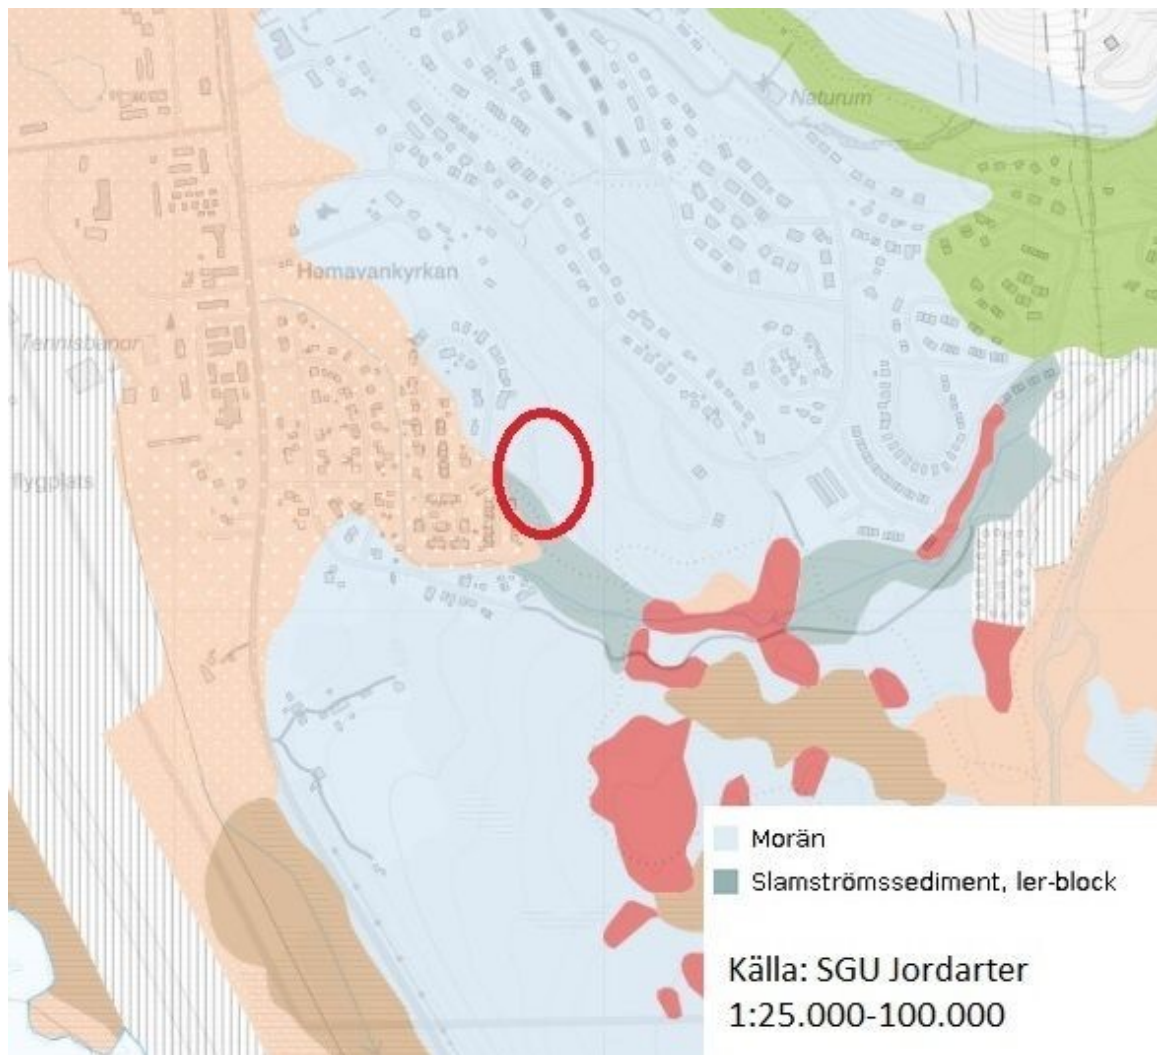 Naturum
Hemavankyrkan
Tennisbanor
flygplats
Morän
Slamströmssediment, ler-block
Källa: SGU Jordarter
1:25.000-100.000